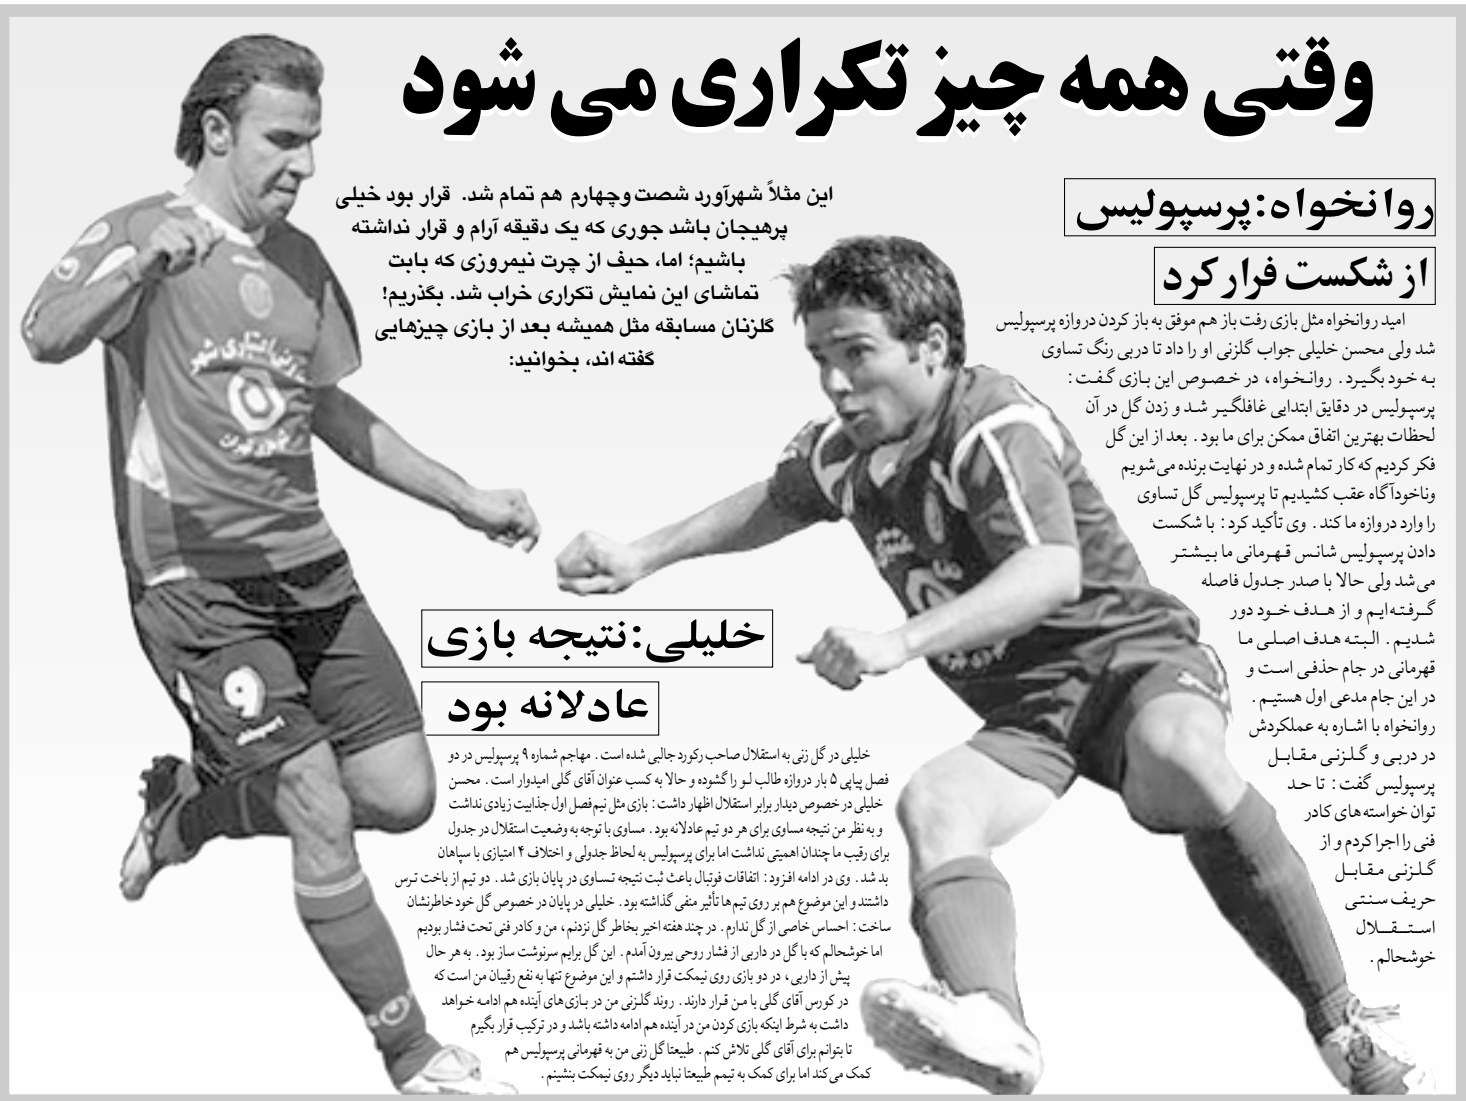 وقتی همه چیز تکراری می شود
این مثلاً شهرآورد شصت وچهارم هم تمام شد. قرار بود خیلی
پرهیجان باشد جوری که یک دقیقه آرام و قرار نداشته
باشیم؛ اما، حیف از چرت نیمروزی که بابت
تماشای این نمایش تکراری خراب شد. بگذریم!
گلزنان مسابقه مثل همیشه بعد از بازی چیزهایی
گفته اند، بخوانید:
روانخواه:پرسپولیس
از شکست فرار کرد
امید روانخواه مثل بازی رفت باز هم موفق به باز کردن دروازه پرسپولیس
شد ولی محسن خلیلی جواب گلزنی او را داد تا دربی رنگ تساوی
به خود بگیرد. روانخواه، در خصوص این بازی گفت:
پرسپولیس در دقایق ابتدایی غافلگیر شد و زدن گل در آن
لحظات بهترین اتفاق ممکن برای ما بود. بعد از این گل
فکر کردیم که کار تمام شده و در نهایت برنده می شویم
وناخودآگاه عقب کشیدیم تا پرسپولیس گل تساوی
را وارد دروازه ما کند. وی تأکید کرد: با شکست
دادن پرسپولیس شانس قهرمانی ما بیشتر
می شد ولی حالا با صدر جدول فاصله
گرفته ایم و از هدف خود دور
شدیم. البته هدف اصلی ما
قهرمانی در جام حذفی است و
در این جام مدعی اول هستیم.
روانخواه با اشاره به عملکردش
در دربی و گلزنی مقابل
پرسپولیس گفت: تا حد
توان خواسته های کادر
فنی را اجرا کردم و از
گلزنی مقابل
حریف سنتی
استقلال
خوشحالم.
خلیلی:نتیجه بازی
عادلانه بود
خلیلی در گل زنی به استقلال صاحب رکورد جالبی شده است. مهاجم شماره ۹ پرسپولیس در دو
فصل پیاپی ۵ بار دروازه طالب لو را گشوده و حالا به کسب عنوان آقای گلی امیدوار است. محسن
خلیلی در خصوص دیدار برابر استقلال اظهار داشت: بازی مثل نیم فصل اول جذابیت زیادی نداشت
و به نظر من نتیجه مساوی برای هر دو تیم عادلانه بود. مساوی با توجه به وضعیت استقلال در جدول
برای رقیب ما چندان اهمیتی نداشت اما برای پرسپولیس به لحاظ جدولی و اختلاف ۴ امتیازی با سپاهان
بد شد. وی در ادامه افزود: اتفاقات فوتبال باعث ثبت نتیجه تساوی در پایان بازی شد. دو تیم از باخت ترس
داشتند و این موضوع هم بر روی تیم ها تأثیر منفی گذاشته بود. خلیلی در پایان در خصوص گل خود خاطرنشان
ساخت: احساس خاصی از گل ندارم. در چند هفته اخیر بخاطر گل نزدنم، من و کادر فنی تحت فشار بودیم
اما خوشحالم که با گل در داربی از فشار روحی بیرون آمدم. این گل برایم سرنوشت ساز بود. به هر حال
پیش از داربی، در دو بازی روی نیمکت قرار داشتم و این موضوع تنها به نفع رقیبان من است که
در کورس آقای گلی با من قرار دارند. روند گلزنی من در بازی های آینده هم ادامه خواهد
داشت به شرط اینکه بازی کردن من در آینده هم ادامه داشته باشد و در ترکیب قرار بگیرم
تا بتوانم برای آقای گلی تلاش کنم. طبیعتا گل زنی من به قهرمانی پرسپولیس هم
کمک می کند اما برای کمک به تیمم طبیعتا نباید دیگر روی نیمکت بنشینم.
۹